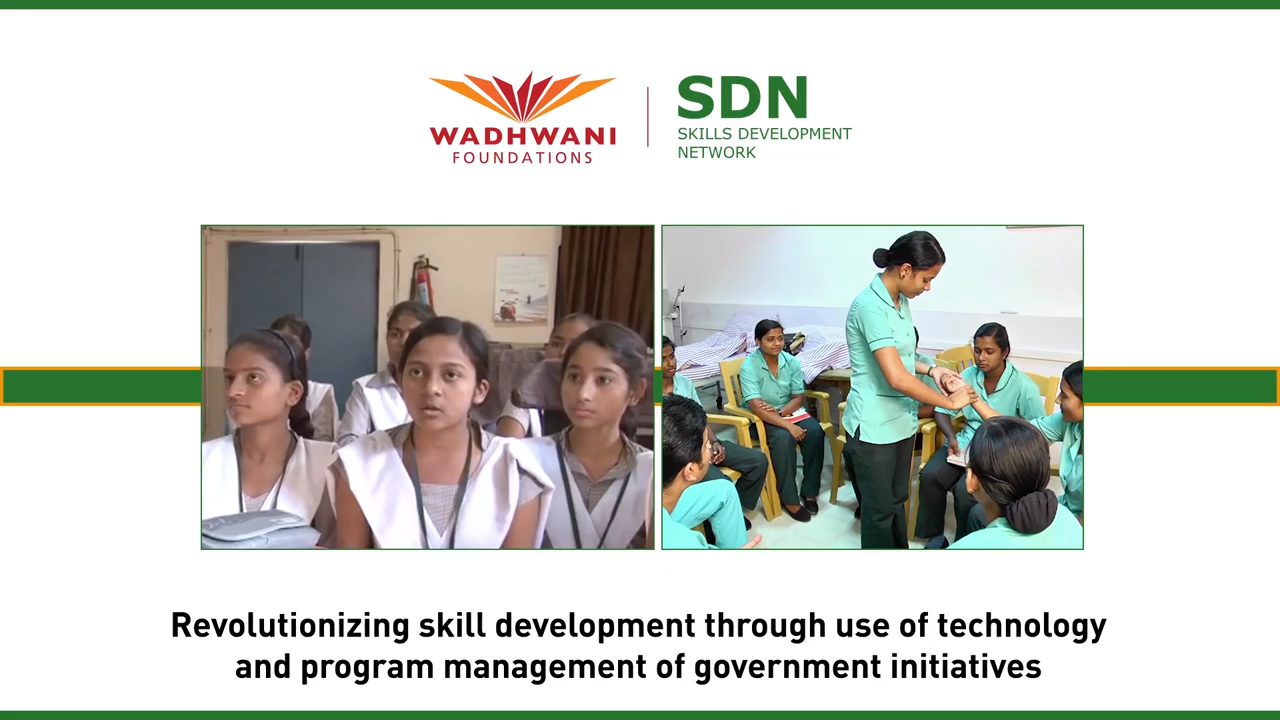 WADHWANI
FOUNDATIONS
SDN
SKILLS DEVELOPMENT
NETWORK
Revolutionizing skill development through use of technology
and program management of government initiatives